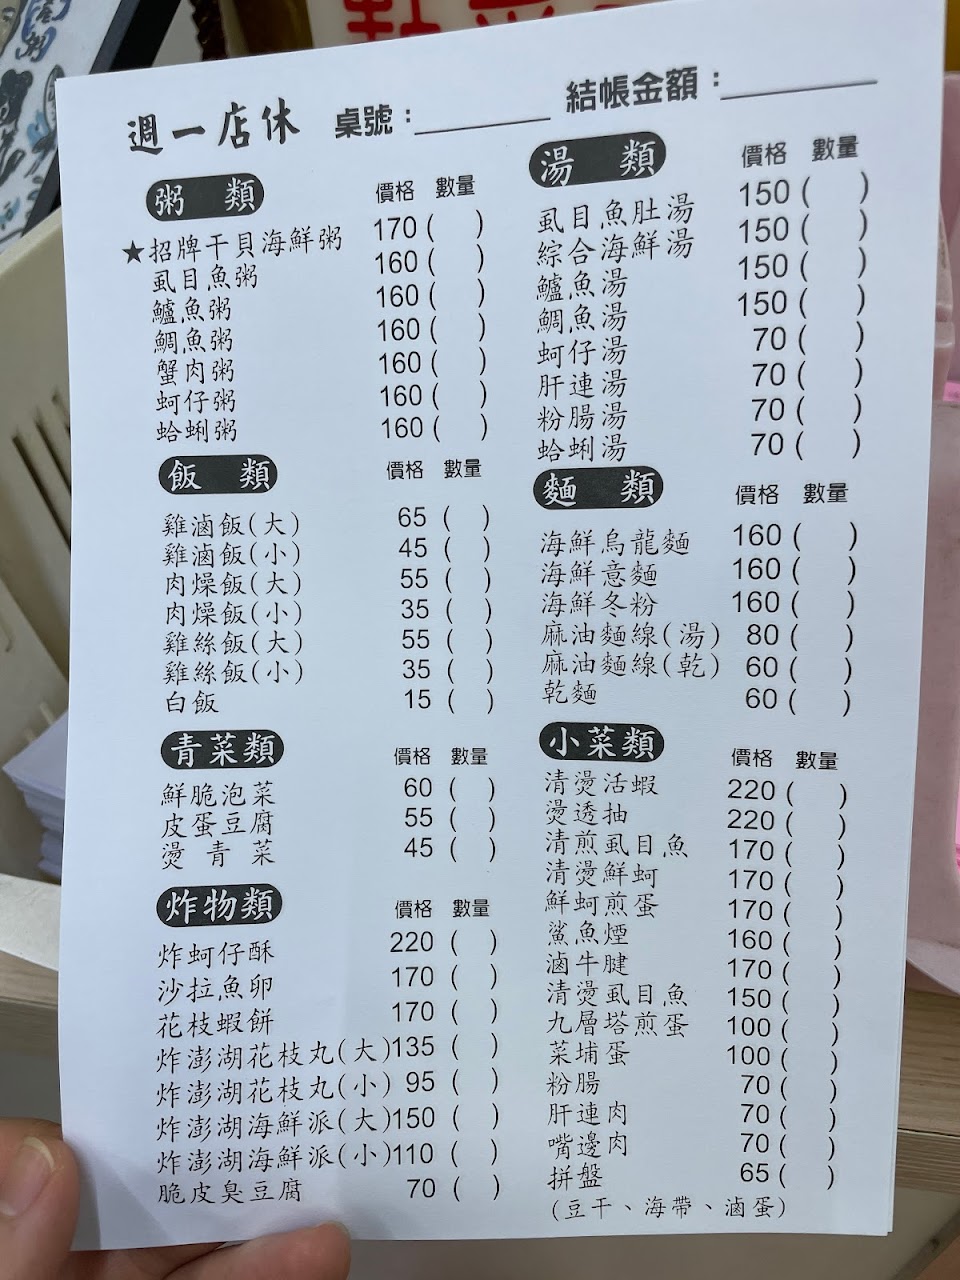 週一店休 桌號：
結帳金額：
粥 類 價格 數量
★招牌干貝海鮮粥 170 ( )
虱目魚粥 160 ( )
鱸魚粥 160 ( )
鯛魚粥 160 ( )
蟹肉粥 160 ( )
蚵仔粥 160 ( )
蛤蜊粥 160 ( )
飯 類 價格 數量
雞滷飯(大) 65 ( )
雞滷飯(小) 45 ( )
肉燥飯(大) 55 ( )
肉燥飯(小) 35 ( )
雞絲飯(大) 55 ( )
雞絲飯(小) 35 ( )
白飯 15 ( )
青菜類 價格 數量
鮮脆泡菜 60 ( )
皮蛋豆腐 55 ( )
燙 青 菜 45 ( )
炸物類 價格 數量
炸蚵仔酥 220 ( )
沙拉魚卵 170 ( )
花枝蝦餅 170 ( )
炸澎湖花枝丸(大)135 ( )
炸澎湖花枝丸(小) 95 ( )
炸澎湖海鮮派(大)150 ( )
炸澎湖海鮮派(小)110 ( )
脆皮臭豆腐 70 ( )
湯 類 價格 數量
虱目魚肚湯 150 ( )
綜合海鮮湯 150 ( )
鱸魚湯 150 ( )
鯛魚湯 150 ( )
蚵仔湯 70 ( )
肝連湯 70 ( )
粉腸湯 70 ( )
蛤蜊湯 70 ( )
麵 類 價格 數量
海鮮烏龍麵 160 ( )
海鮮意麵 160 ( )
海鮮冬粉 160 ( )
麻油麵線(湯) 80 ( )
麻油麵線(乾) 60 ( )
乾麵 60 ( )
小菜類 價格 數量
清燙活蝦 220 ( )
燙透抽 220 ( )
清煎虱目魚 170 ( )
清燙鮮蚵 170 ( )
鮮蚵煎蛋 170 ( )
鯊魚煙 160 ( )
滷牛腱 170 ( )
清燙虱目魚 150 ( )
九層塔煎蛋 100 ( )
菜埔蛋 100 ( )
粉腸 70 ( )
肝連肉 70 ( )
嘴邊肉 70 ( )
拼盤 65 ( )
(豆干、海帶、滷蛋)